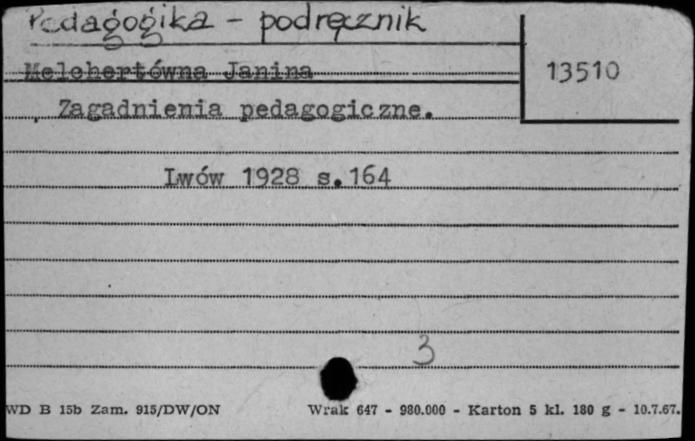 Pedagogika - podręcznik
Melchertówna Janina
13510
Zagadnienia pedagogiczne.
Lwów 1928 s.164
3
WD B 15b Zam. 915/DW/ON
Wrak 647 - 980.000 - Karton 5 kl. 180 g - 10.7.67.